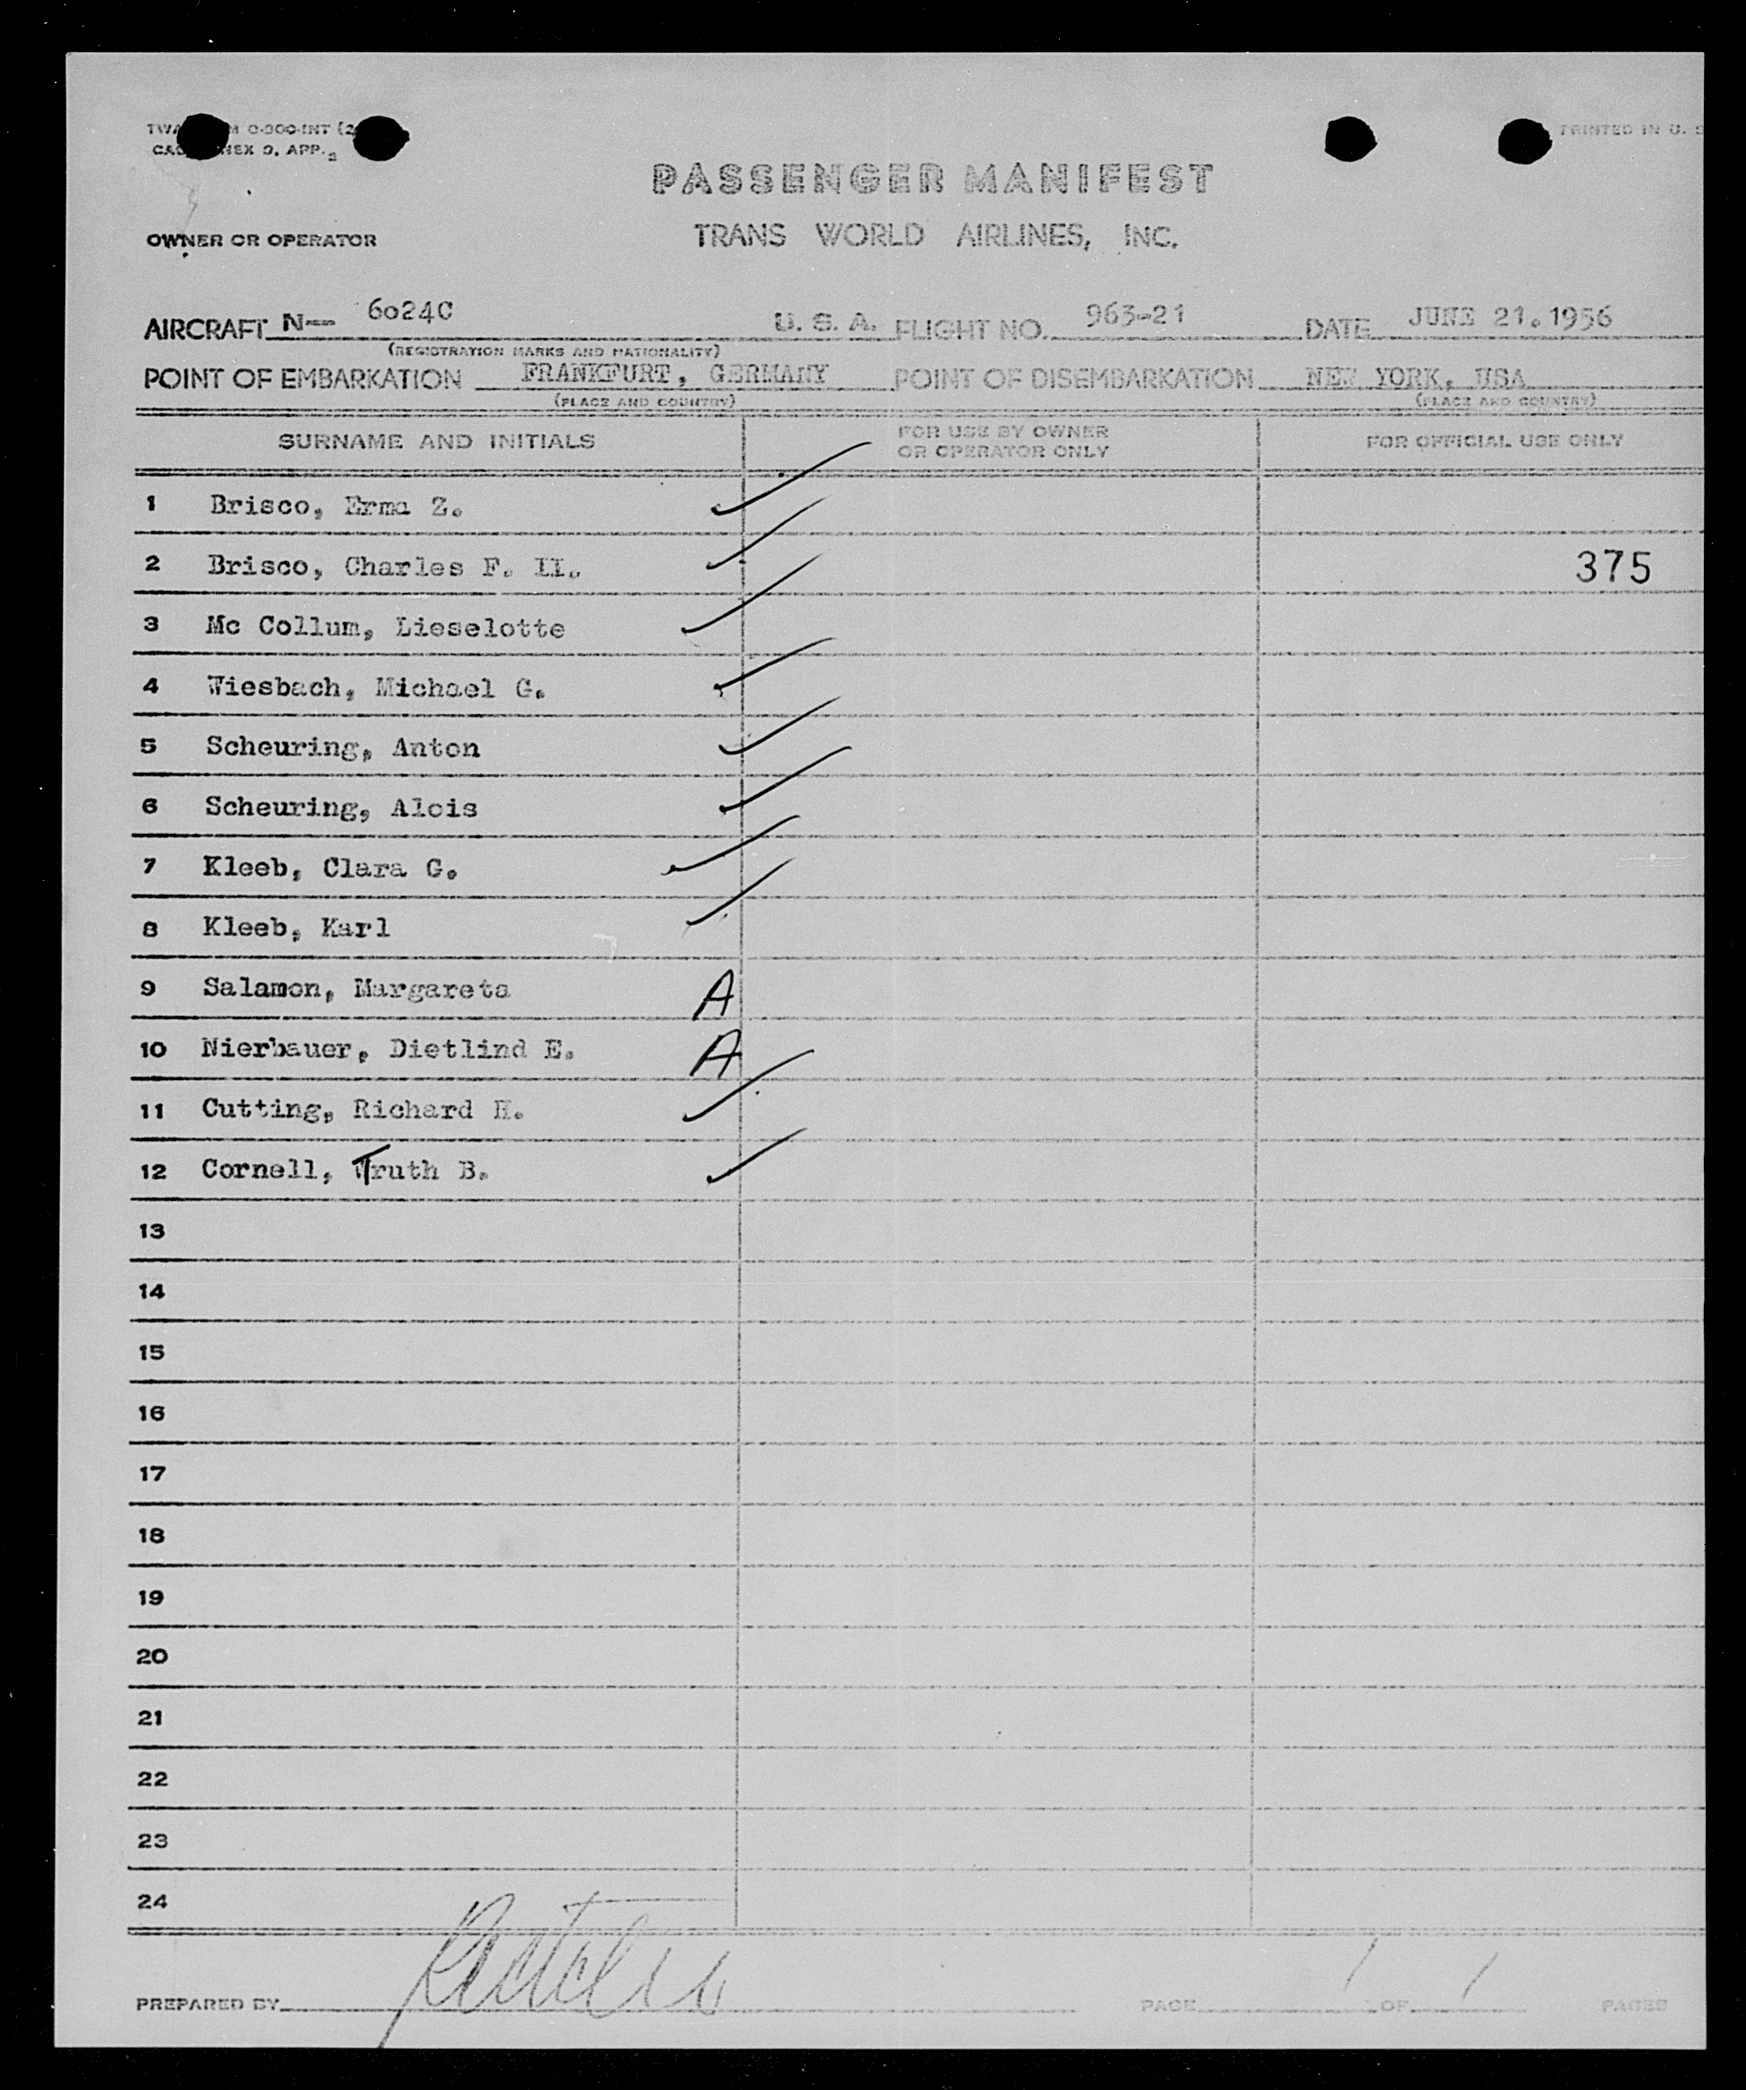 PRINTED IN U. S
PASSENGER MANIFEST
OWNER OR OPERATOR TRANS WORLD AIRLINES, INC.
AIRCRAFT N-- 6024C U. S. A. FLIGHT NO. 963-21 DATE JUNE 21. 1956
(REGISTRATION MARKS AND NATIONALITY)
POINT OF EMBARKATION FRANKFURT, GERMANY POINT OF DISEMBARKATION NEW YORK, USA
(PLACE AND COUNTRY) (PLACE AND COUNTRY)
SURNAME AND INITIALS FOR USE BY OWNER OR OPERATOR ONLY FOR OFFICIAL USE ONLY
1 Brisco, Erma Z.
2 Brisco, Charles F. II. 375
3 Mc Collum, Lieselotte
4 Wiesbach, Michael G.
5 Scheuring, Anton
6 Scheuring, Alois
7 Kleeb, Clara G.
8 Kleeb, Karl
9 Salamon, Margareta A
10 Nierbauer, Dietlind E. A
11 Cutting, Richard H.
12 Cornell, Truth B.
13
14
15
16
17
18
19
20
21
22
23
24
PREPARED BY PAGE 1 OF 1 PAGES